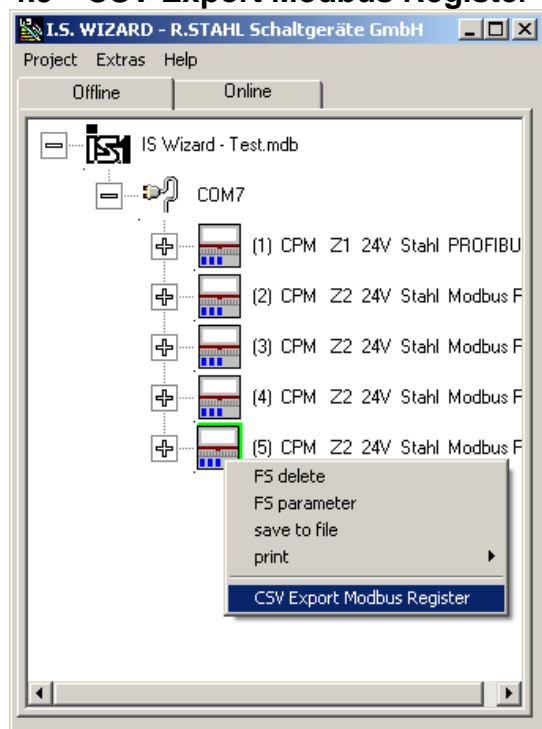 CSV Export Modbus Register
I.S. WIZARD - R.STAHL Schaltgeräte GmbH
Project Extras Help
Offline Online
IS1 IS Wizard - Test.mdb
COM7
(1) CPM Z1 24V Stahl PROFIBU
(2) CPM Z2 24V Stahl Modbus F
(3) CPM Z2 24V Stahl Modbus F
(4) CPM Z2 24V Stahl Modbus F
(5) CPM Z2 24V Stahl Modbus F
FS delete
FS parameter
save to file
print
CSV Export Modbus Register